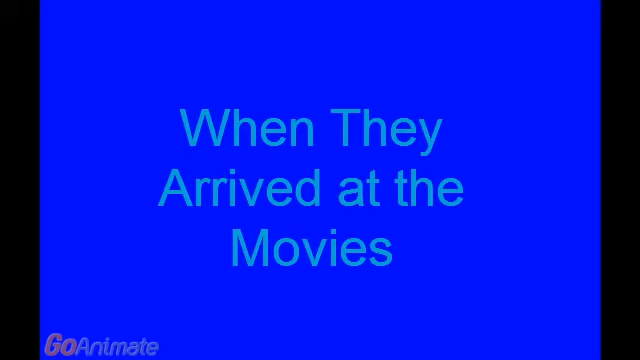 When They
Arrived at the
Movies
GoAnimate